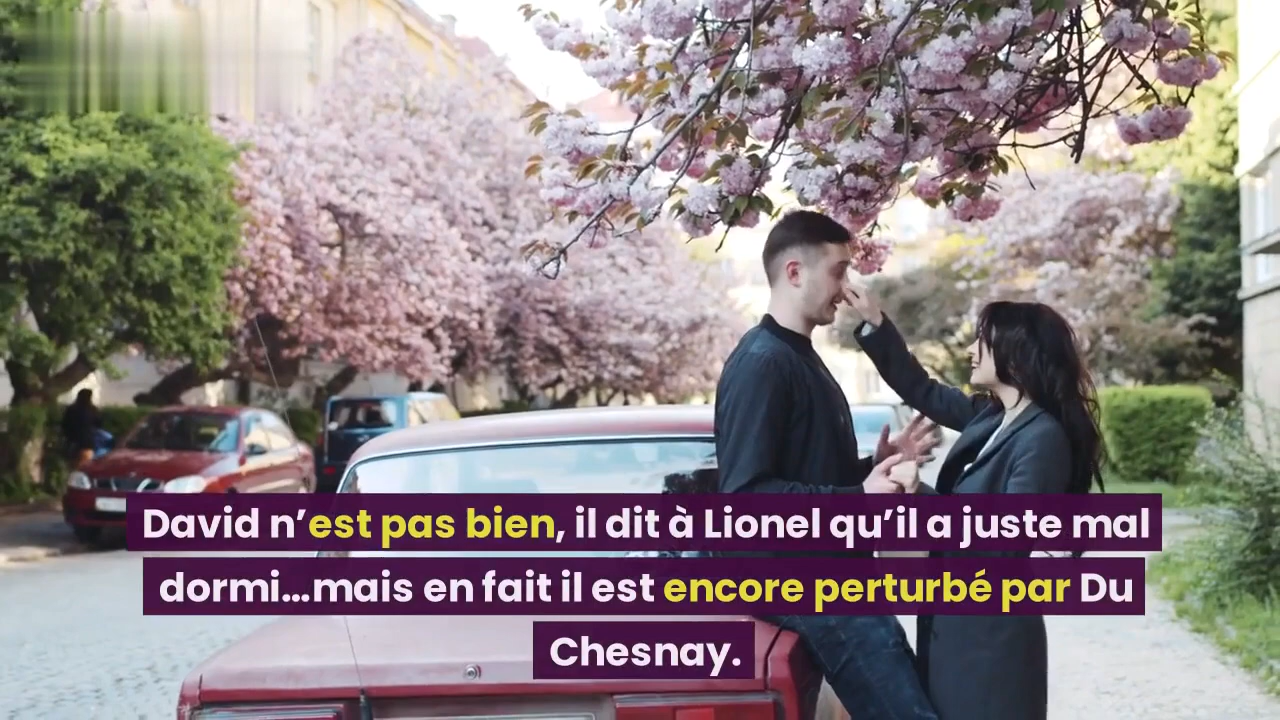 David n’est pas bien, il dit à Lionel qu’il a juste mal
dormi...mais en fait il est encore perturbé par Du
Chesnay.